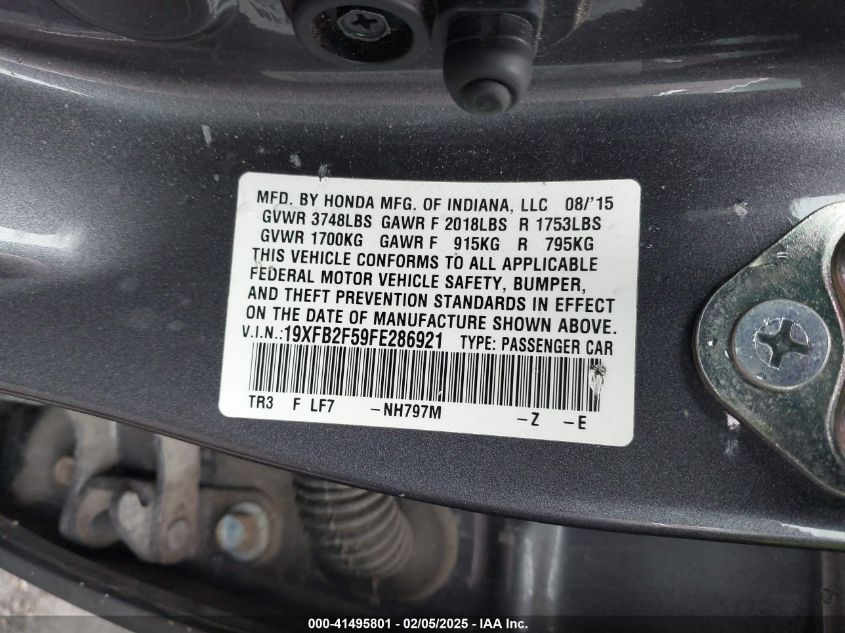 MFD. BY HONDA MFG. OF INDIANA, LLC 08/'15
GVWR 3748LBS GAWR F 2018LBS R 1753LBS
GVWR 1700KG GAWR F 915KG R 795KG
THIS VEHICLE CONFORMS TO ALL APPLICABLE
FEDERAL MOTOR VEHICLE SAFETY, BUMPER,
AND THEFT PREVENTION STANDARDS IN EFFECT
ON THE DATE OF MANUFACTURE SHOWN ABOVE.
V.I.N.:19XFB2F59FE286921 TYPE: PASSENGER CAR
TR3 F LF7 -NH797M -Z -E
000-41495801 - 02/05/2025 - IAA Inc.